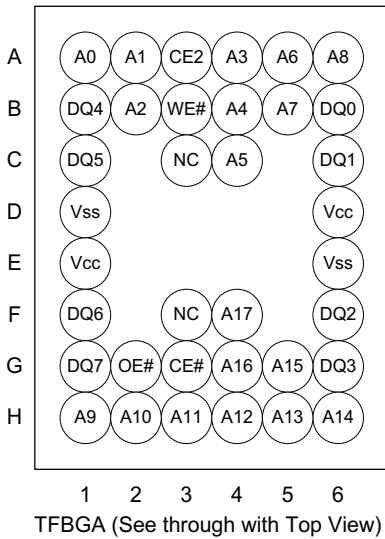 A A0 A1 CE2 A3 A6 A8
B DQ4 A2 WE# A4 A7 DQ0
C DQ5 NC A5 DQ1
D Vss Vcc
E Vcc Vss
F DQ6 NC A17 DQ2
G DQ7 OE# CE# A16 A15 DQ3
H A9 A10 A11 A12 A13 A14
1 2 3 4 5 6
TFBGA (See through with Top View)